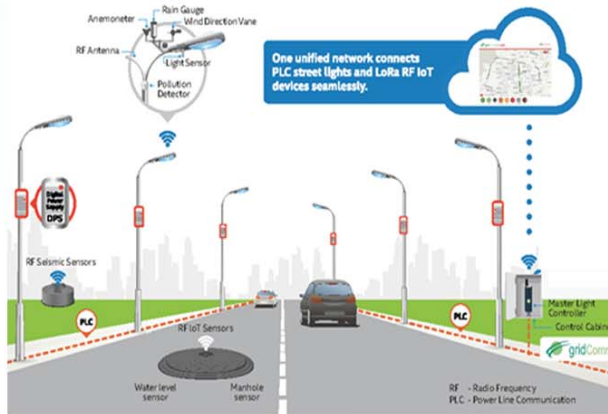 Rain Gauge
Anemometer
Wind Direction Vane
RF Antenna
Light Sensor
Pollution
Detector
One unified network connects
PLC street lights and LoRa RF IoT
devices seamlessly.
Digital
Power
Supply
DPS
RF Seismic Sensors
PLC
RF IoT Sensors
Water level
sensor
Manhole
sensor
PLC
Master Light
Controller
Control Cabine
gridComm
RF - Radio Frequency
PLC - Power Line Communication